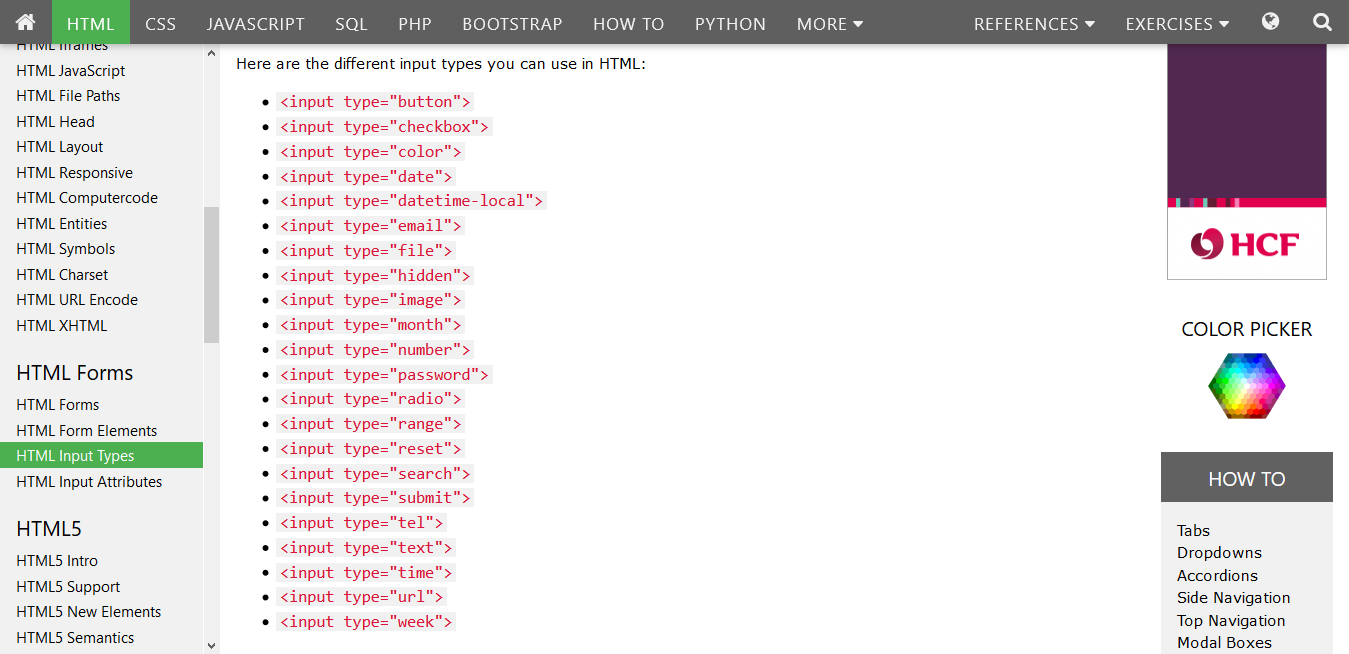 HTML CSS JAVASCRIPT SQL PHP BOOTSTRAP HOW TO PYTHON MORE REFERENCES EXERCISES
HTML Iframes
HTML JavaScript
HTML File Paths
HTML Head
HTML Layout
HTML Responsive
HTML Computercode
HTML Entities
HTML Symbols
HTML Charset
HTML URL Encode
HTML XHTML
HTML Forms
HTML Forms
HTML Form Elements
HTML Input Types
HTML Input Attributes
HTML5
HTML5 Intro
HTML5 Support
HTML5 New Elements
HTML5 Semantics
Here are the different input types you can use in HTML:
<input type="button">
<input type="checkbox">
<input type="color">
<input type="date">
<input type="datetime-local">
<input type="email">
<input type="file">
<input type="hidden">
<input type="image">
<input type="month">
<input type="number">
<input type="password">
<input type="radio">
<input type="range">
<input type="reset">
<input type="search">
<input type="submit">
<input type="tel">
<input type="text">
<input type="time">
<input type="url">
<input type="week">
HCF
COLOR PICKER
HOW TO
Tabs
Dropdowns
Accordions
Side Navigation
Top Navigation
Modal Boxes